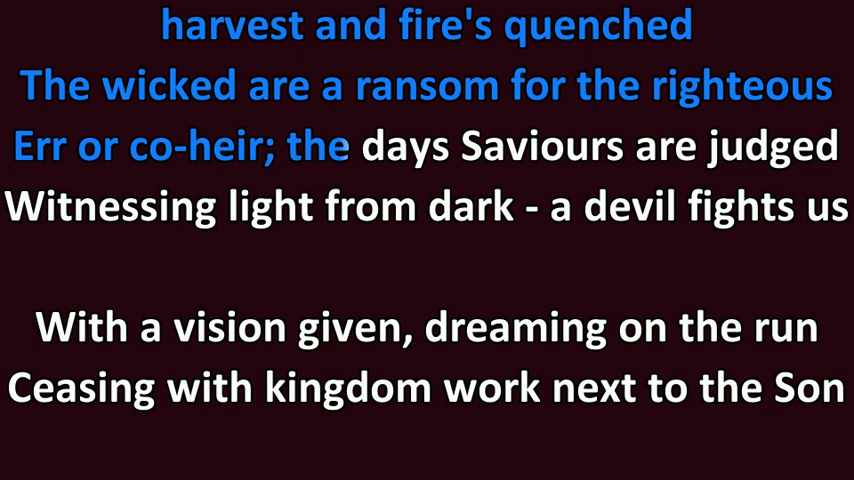 harvest and fire's quenched
The wicked are a ransom for the righteous
Err or co-heir; the days Saviours are judged
Witnessing light from dark - a devil fights us
With a vision given, dreaming on the run
Ceasing with kingdom work next to the Son